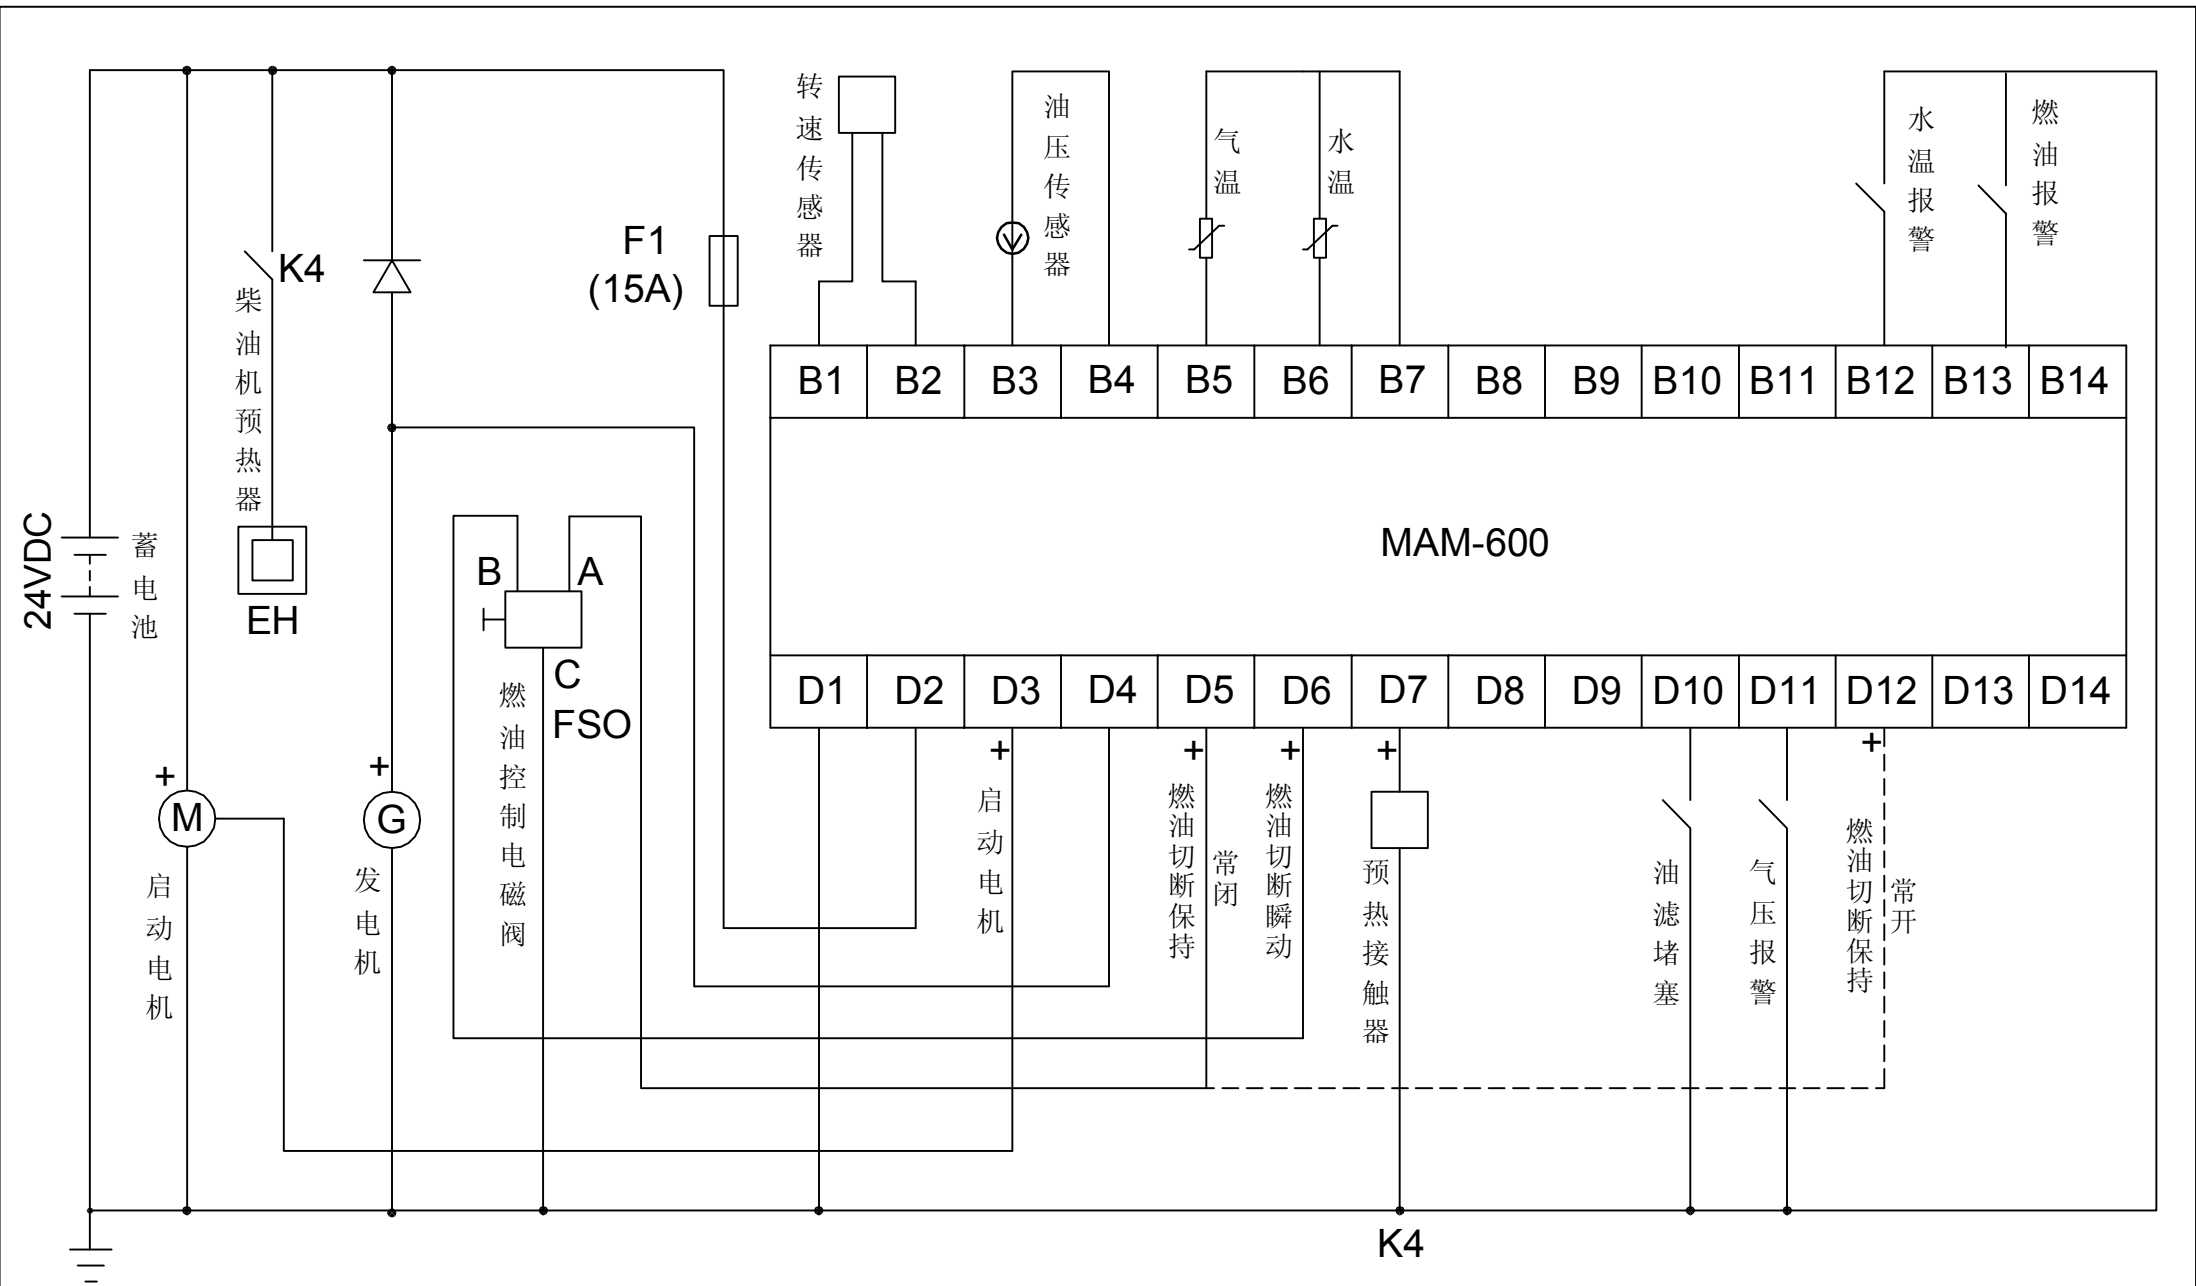 转速传感器
油压传感器
气温
水温
水温报警
燃油报警
F1
(15A)
K4
柴油机预热器
B1 B2 B3 B4 B5 B6 B7 B8 B9 B10 B11 B12 B13 B14
24VDC
蓄电池
EH
B
A
C
FSO
燃油控制电磁阀
MAM-600
D1 D2 D3 D4 D5 D6 D7 D8 D9 D10 D11 D12 D13 D14
+
M
启动电机
+
G
发电机
+
启动电机
+
燃油切断保持
常闭
+
燃油切断瞬动
+
预热接触器
油滤堵塞
气压报警
+
燃油切断保持
常开
K4